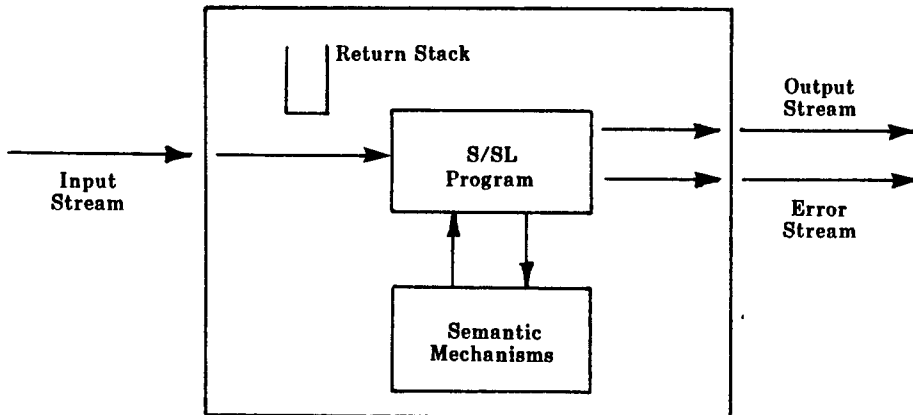 Return Stack
Input
Stream
S/SL
Program
Output
Stream
Error
Stream
Semantic
Mechanisms